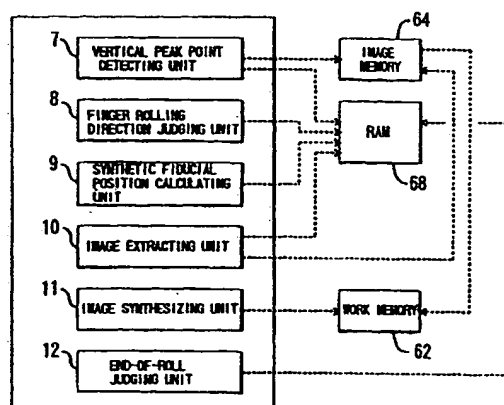 7
VERTICAL PEAK POINT
DETECTING UNIT
8
FINGER ROLLING
DIRECTION JUDGING UNIT
9
SYNTHETIC FIDUCIAL
POSITION CALCULATING
UNIT
10
IMAGE EXTRACTING UNIT
11
IMAGE SYNTHESIZING UNIT
12
END-OF-ROLL
JUDGING UNIT
64
IMAGE
MEMORY
RAM
68
WORK MEMORY
62